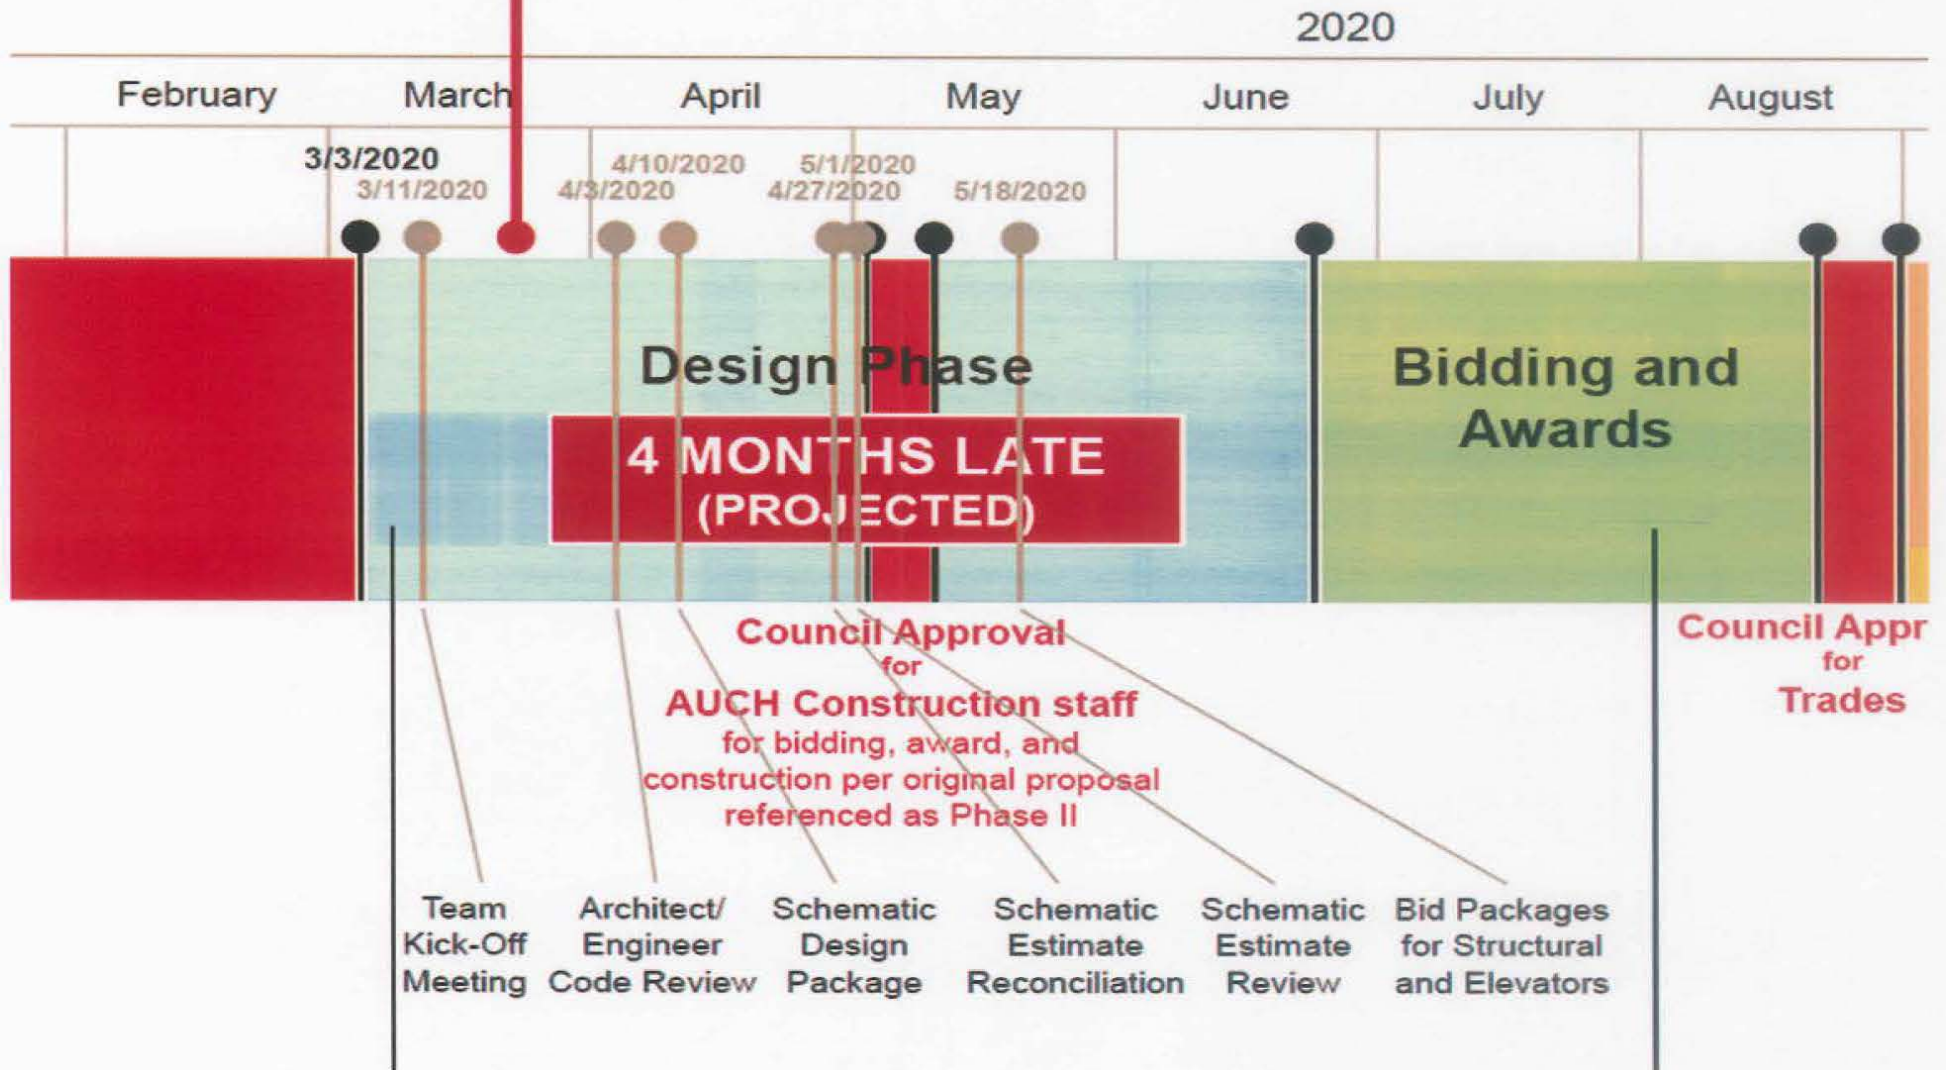 2020
February March April May June July August
3/3/2020 4/10/2020 5/1/2020
3/11/2020 4/3/2020 4/27/2020 5/18/2020
Design Phase
4 MONTHS LATE
(PROJECTED)
Bidding and
Awards
Council Approval
for
AUCH Construction staff
for bidding, award, and
construction per original proposal
referenced as Phase II
Council Appr
for
Trades
Team
Kick-Off
Meeting
Architect/
Engineer
Code Review
Schematic
Design
Package
Schematic
Estimate
Reconciliation
Schematic
Estimate
Review
Bid Packages
for Structural
and Elevators